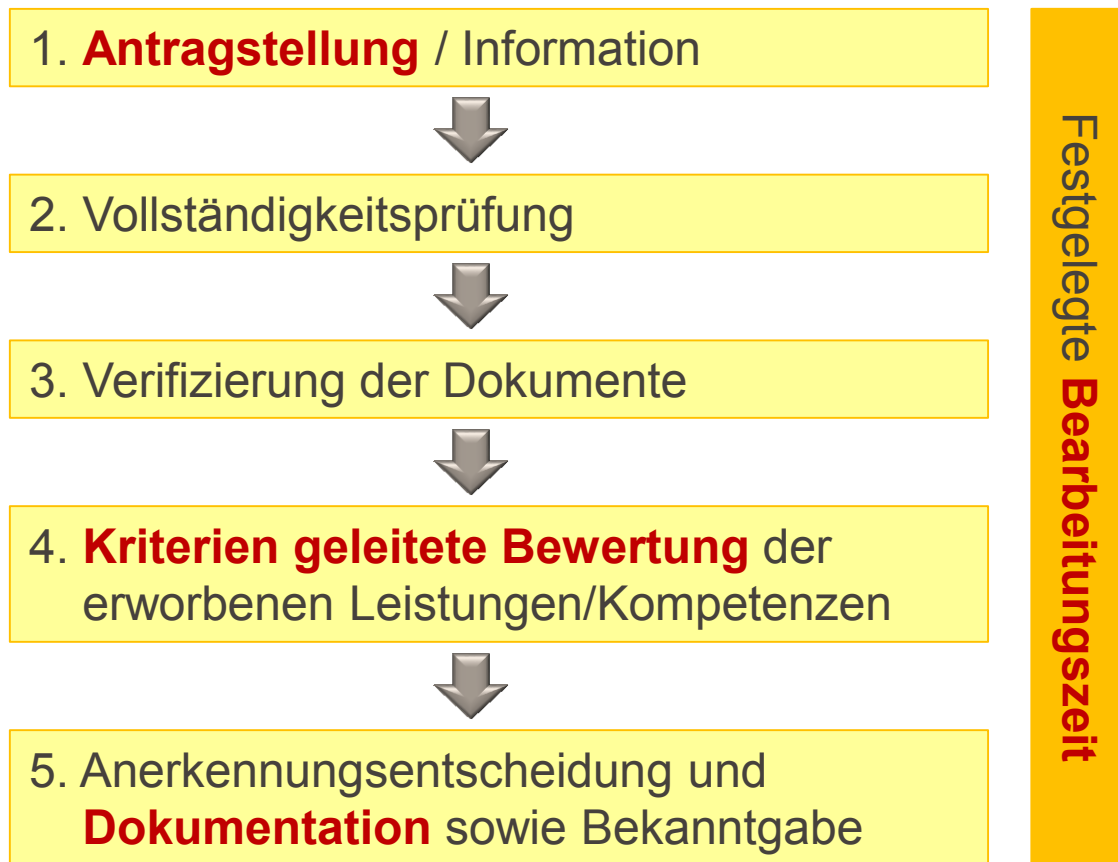 1. Antragstellung / Information
2. Vollständigkeitsprüfung
3. Verifizierung der Dokumente
4. Kriterien geleitete Bewertung der
erworbenen Leistungen/Kompetenzen
5. Anerkennungsentscheidung und
Dokumentation sowie Bekanntgabe
Festgelegte Bearbeitungszeit